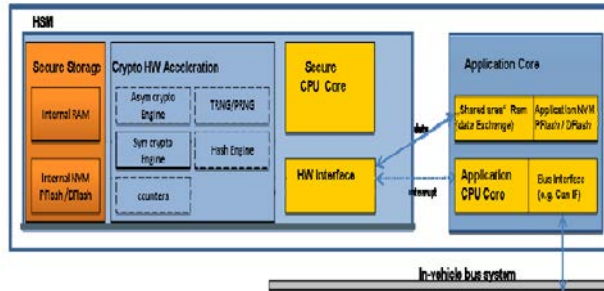 HSM
Secure Storage
Internal RAM
Internal NVM
PFlash/DFlash
Crypto HW Acceleration
Asym crypto
Engine
TRNG/PRNG
Sym crypto
Engine
Hash Engine
counters
Secure
CPU Core
HW Interface
data
interrupt
Application Core
Shared area" Ram
(data Exchange)
Application NVM
PFlash / DFlash
Application
CPU Core
Bus Interface
(e.g. Can IF)
In-vehicle bus system